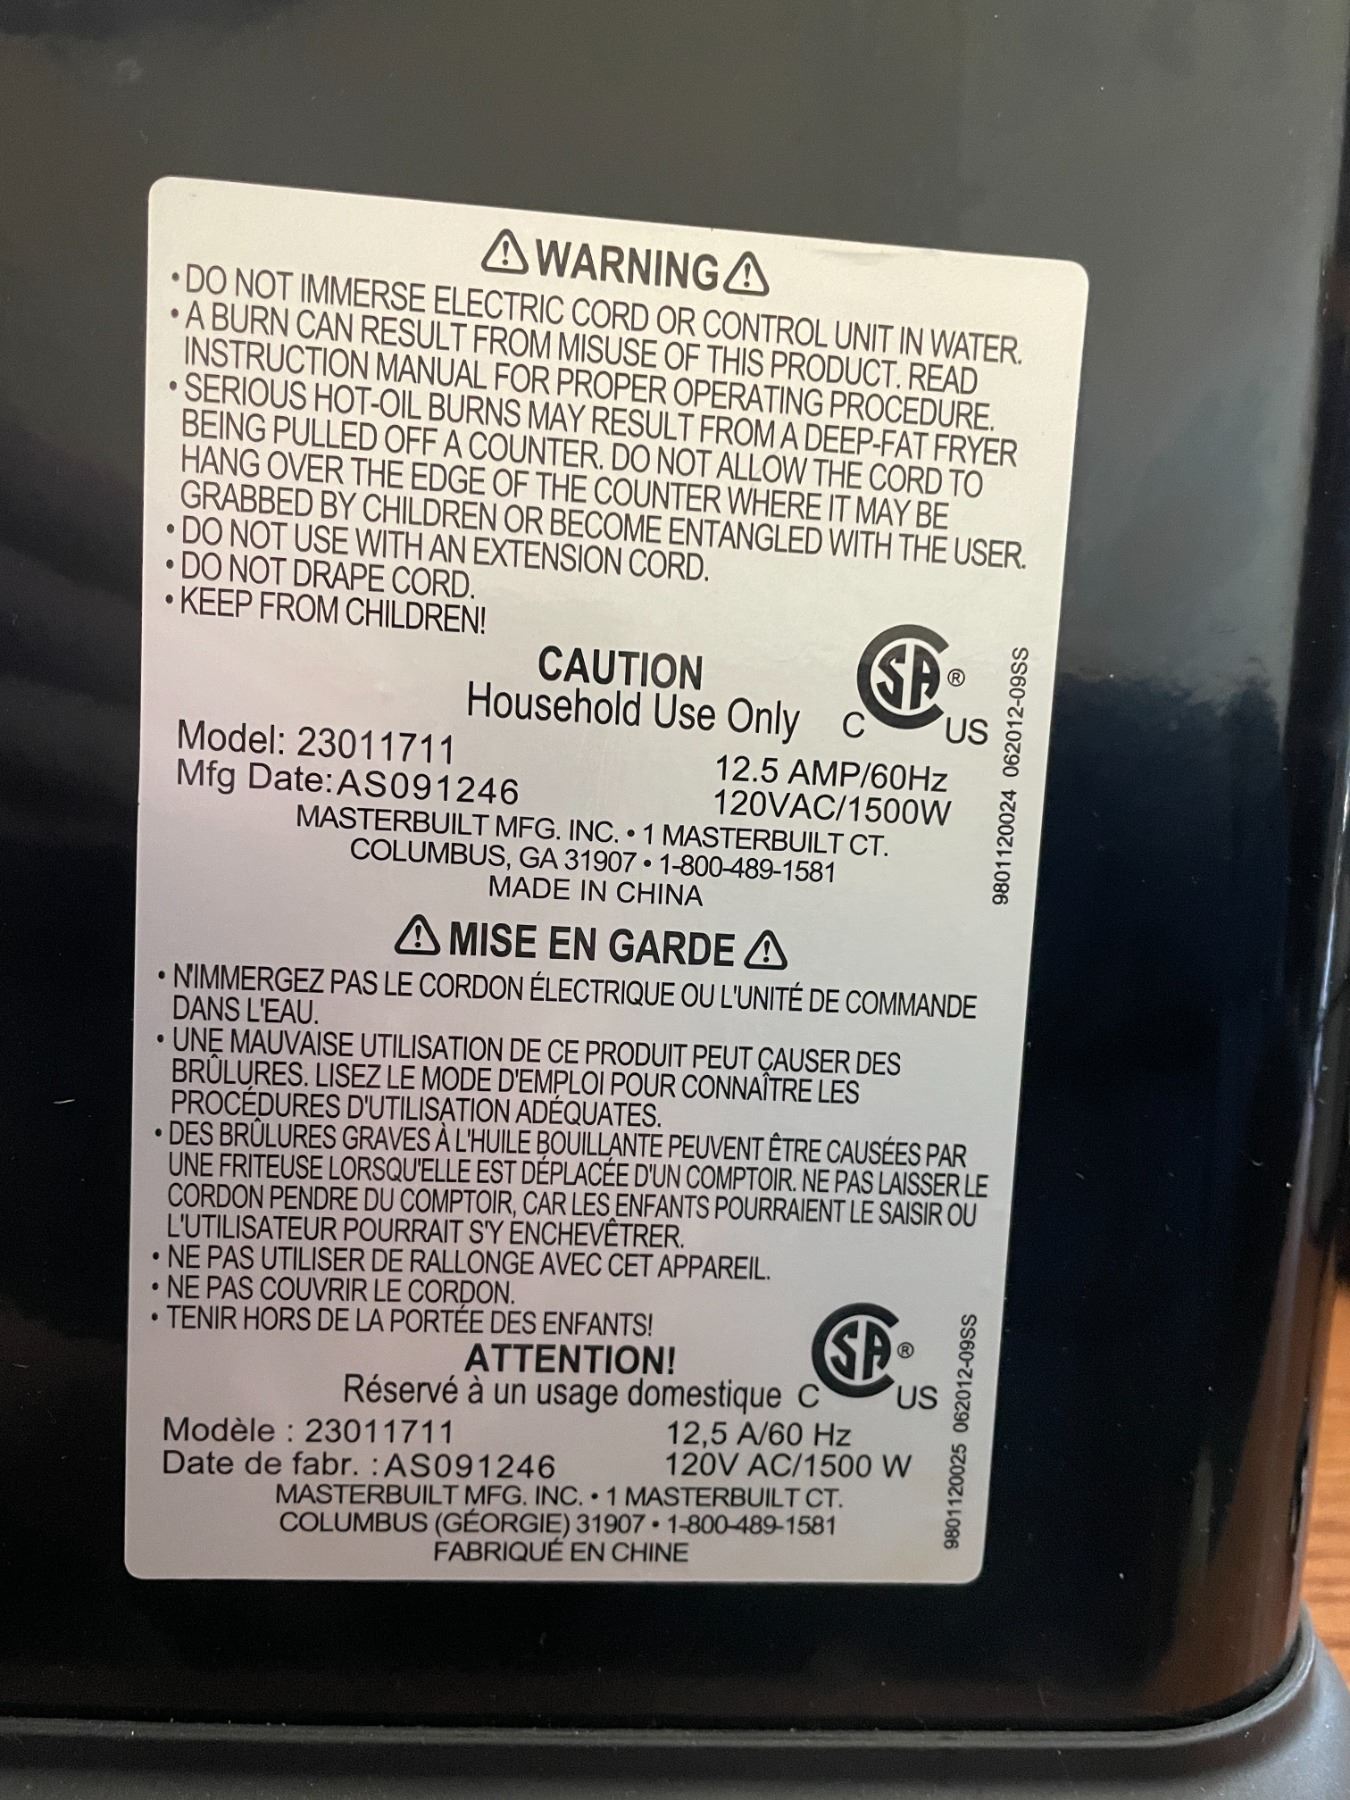 ⚠WARNING⚠
•DO NOT IMMERSE ELECTRIC CORD OR CONTROL UNIT IN WATER.
•A BURN CAN RESULT FROM MISUSE OF THIS PRODUCT. READ
INSTRUCTION MANUAL FOR PROPER OPERATING PROCEDURE.
•SERIOUS HOT-OIL BURNS MAY RESULT FROM A DEEP-FAT FRYER
BEING PULLED OFF A COUNTER. DO NOT ALLOW THE CORD TO
HANG OVER THE EDGE OF THE COUNTER WHERE IT MAY BE
GRABBED BY CHILDREN OR BECOME ENTANGLED WITH THE USER.
•DO NOT USE WITH AN EXTENSION CORD.
•DO NOT DRAPE CORD.
•KEEP FROM CHILDREN!
CAUTION
Household Use Only
C SA® US
Model: 23011711
12.5 AMP/60Hz
Mfg Date:AS091246
120VAC/1500W
MASTERBUILT MFG. INC. • 1 MASTERBUILT CT.
COLUMBUS, GA 31907 • 1-800-489-1581
MADE IN CHINA
9801120024 062012-09SS
⚠ MISE EN GARDE ⚠
• N'IMMERGEZ PAS LE CORDON ÉLECTRIQUE OU L'UNITÉ DE COMMANDE
DANS L'EAU.
• UNE MAUVAISE UTILISATION DE CE PRODUIT PEUT CAUSER DES
BRÛLURES. LISEZ LE MODE D'EMPLOI POUR CONNAÎTRE LES
PROCÉDURES D'UTILISATION ADÉQUATES.
• DES BRÛLURES GRAVES À L'HUILE BOUILLANTE PEUVENT ÊTRE CAUSÉES PAR
UNE FRITEUSE LORSQU'ELLE EST DÉPLACÉE D'UN COMPTOIR. NE PAS LAISSER LE
CORDON PENDRE DU COMPTOIR, CAR LES ENFANTS POURRAIENT LE SAISIR OU
L'UTILISATEUR POURRAIT S'Y ENCHEVÊTRER.
• NE PAS UTILISER DE RALLONGE AVEC CET APPAREIL.
• NE PAS COUVRIR LE CORDON.
• TENIR HORS DE LA PORTÉE DES ENFANTS!
ATTENTION!
Réservé à un usage domestique
C SA® US
Modèle : 23011711
12,5 A/60 Hz
Date de fabr. :AS091246
120V AC/1500 W
MASTERBUILT MFG. INC. • 1 MASTERBUILT CT.
COLUMBUS (GÉORGIE) 31907 • 1-800-489-1581
FABRIQUÉ EN CHINE
9801120025 062012-09SS